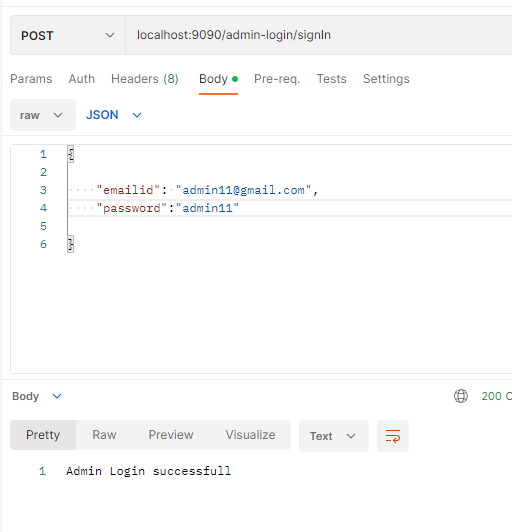 POST localhost:9090/admin-login/signIn
Params Auth Headers (8) Body Pre-req. Tests Settings
raw JSON
1 {
2
3 "emailid": "admin11@gmail.com",
4 "password":"admin11"
5
6 }
Body 200
Pretty Raw Preview Visualize Text
1 Admin Login successfull